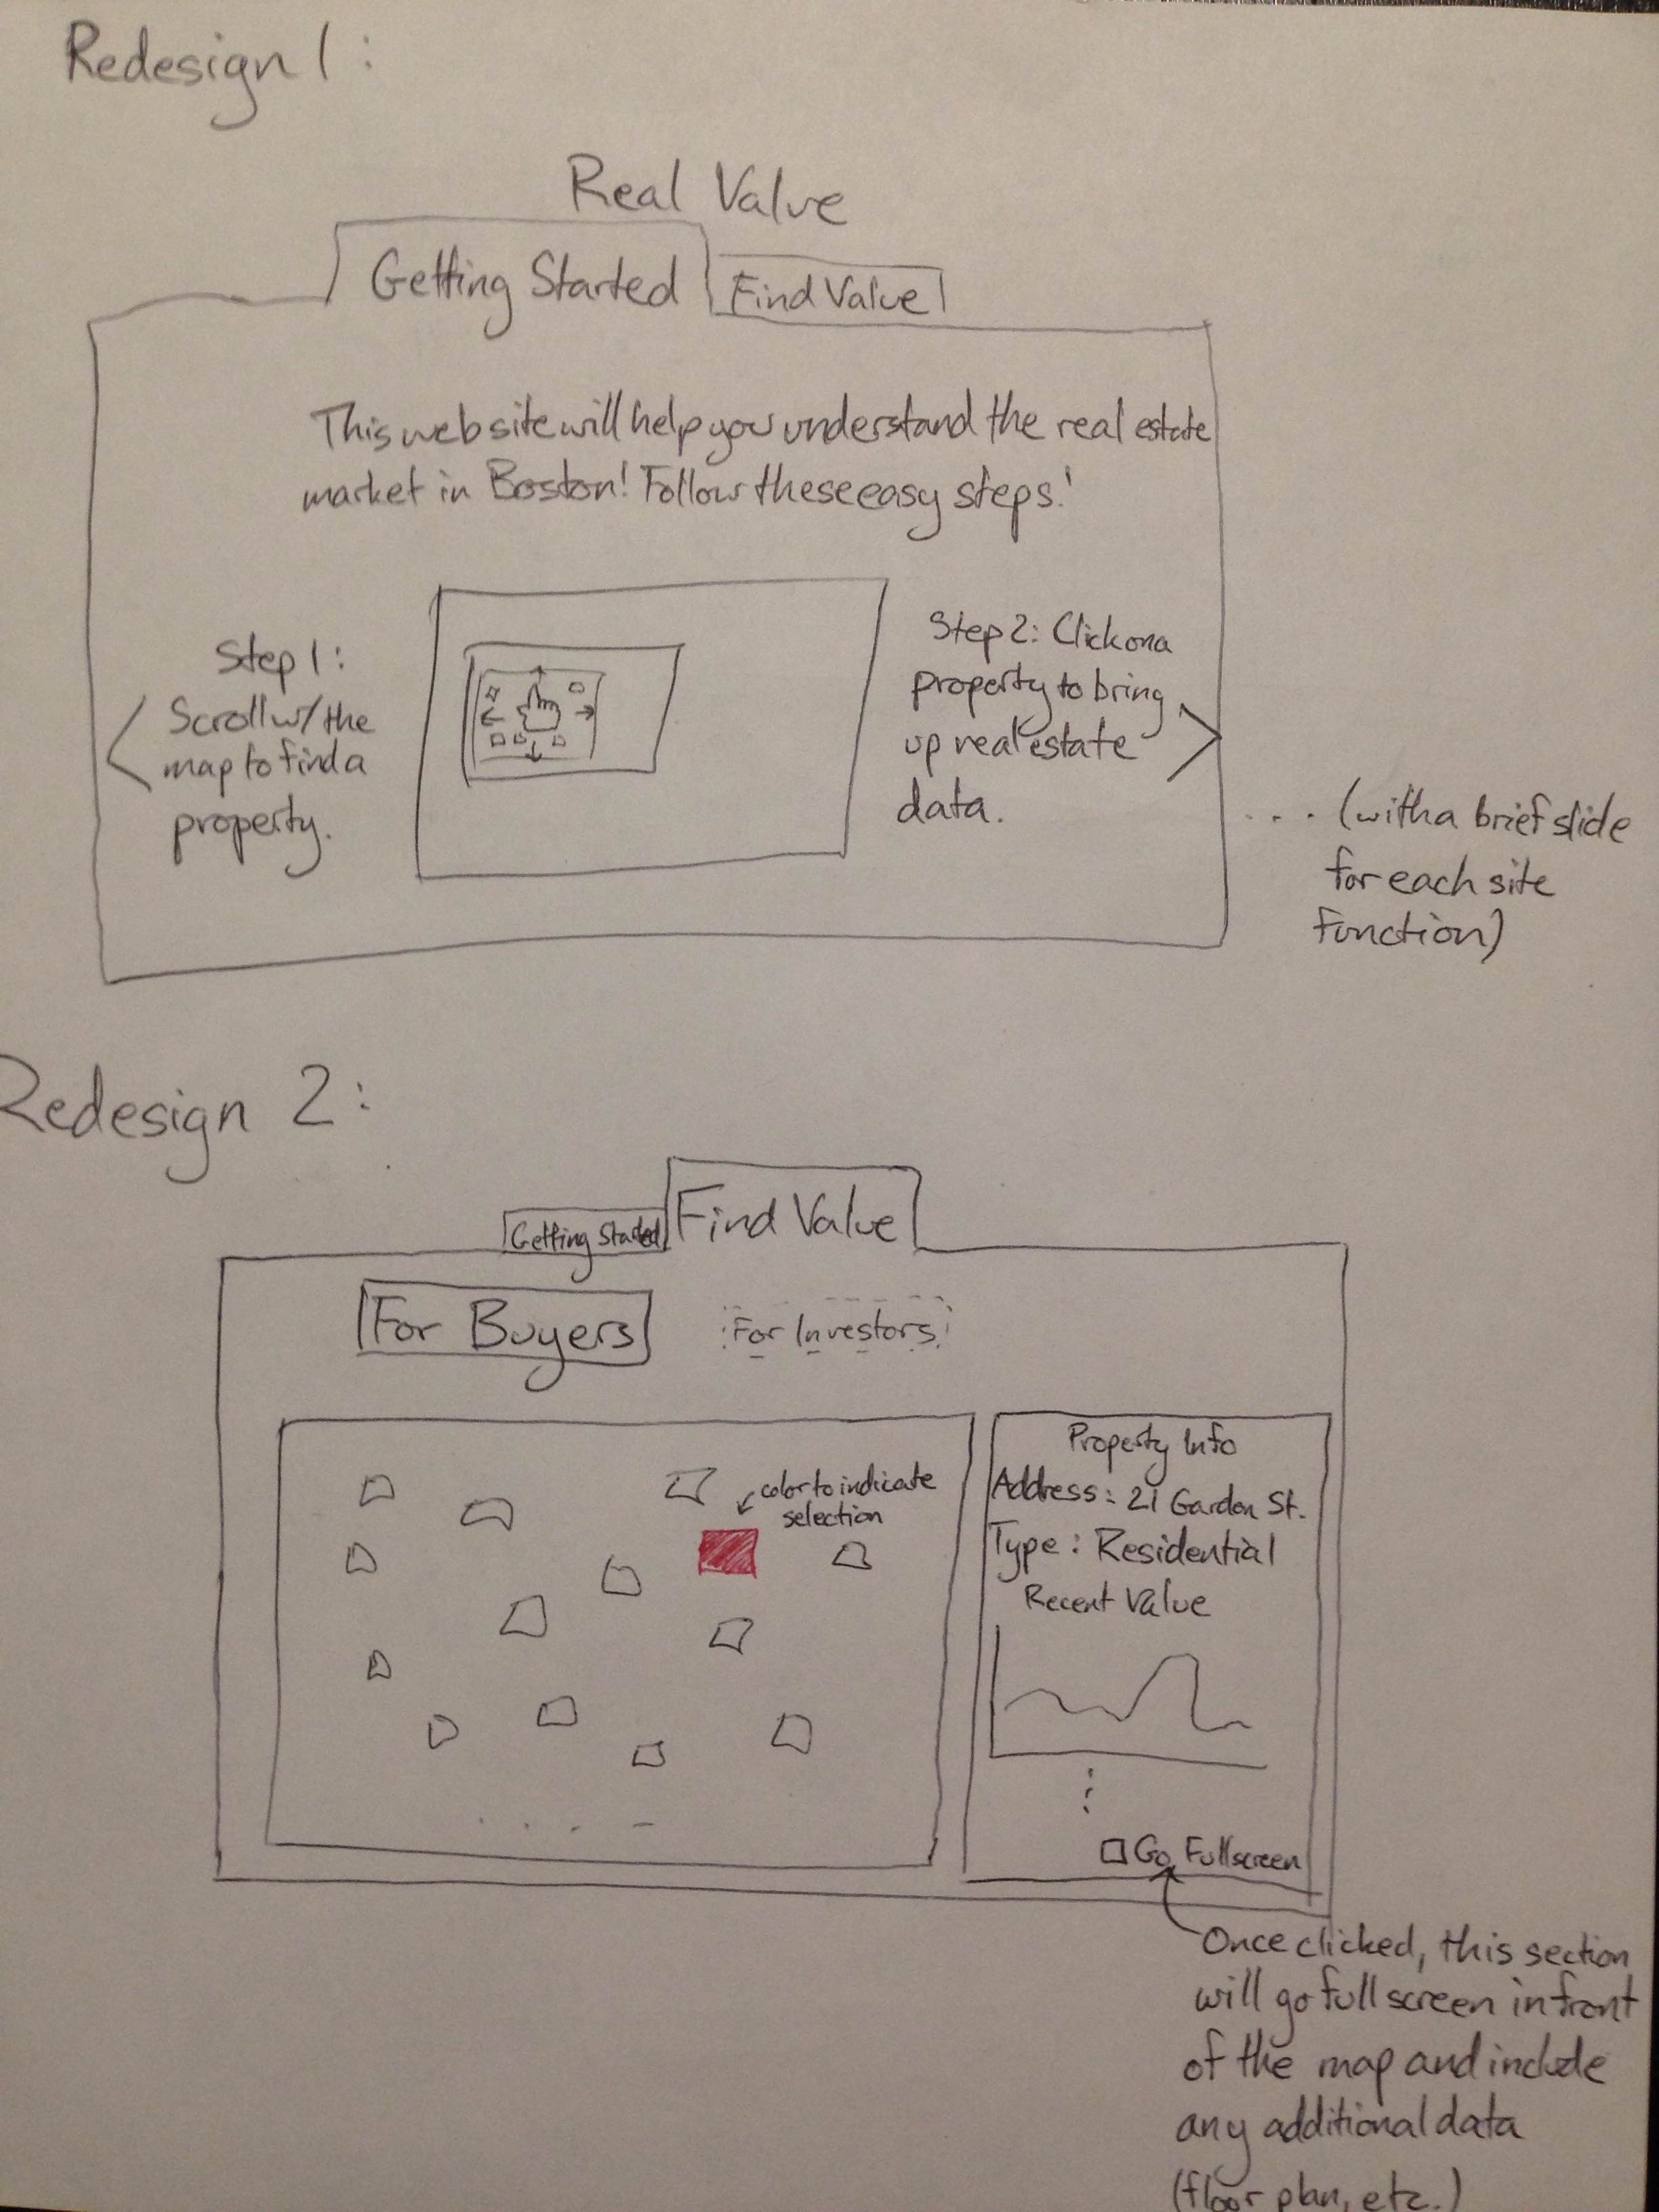 Redesign 1:
Real Value
Getting Started
Find Value
This website will help you understand the real estate
market in Boston! Follow these easy steps!
Step 1:
Scroll w/ the
map to find a
property.
Step 2: Click on a
property to bring
up real estate
data.
... (with a brief slide
for each site
function)
Redesign 2:
Getting Started
Find Value
For Buyers
For Investors
color to indicate
selection
Property Info
Address: 21 Garden St.
Type: Residential
Recent Value
Go Fullscreen
Once clicked, this section
will go full screen in front
of the map and include
any additional data
(floor plan, etc.)